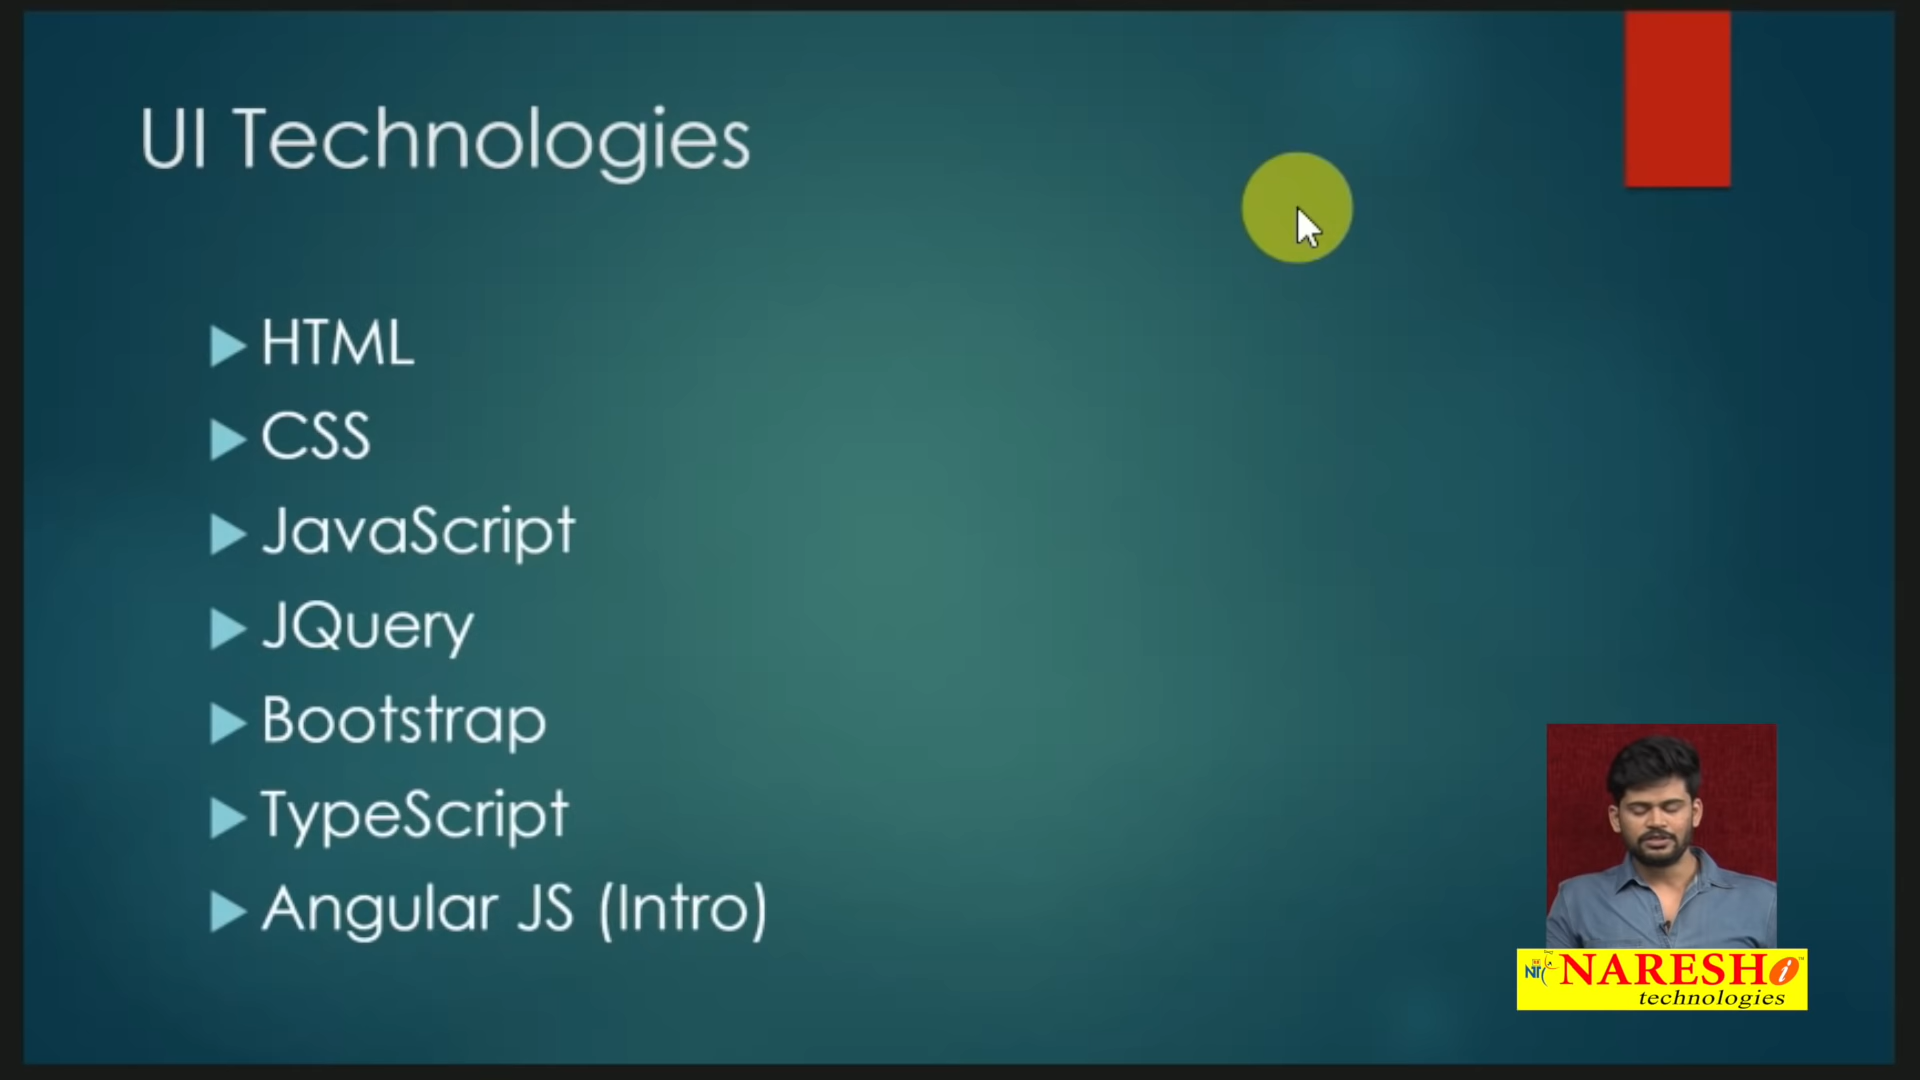 UI Technologies
HTML
CSS
JavaScript
JQuery
Bootstrap
TypeScript
Angular JS (Intro)
NARESH i
technologies